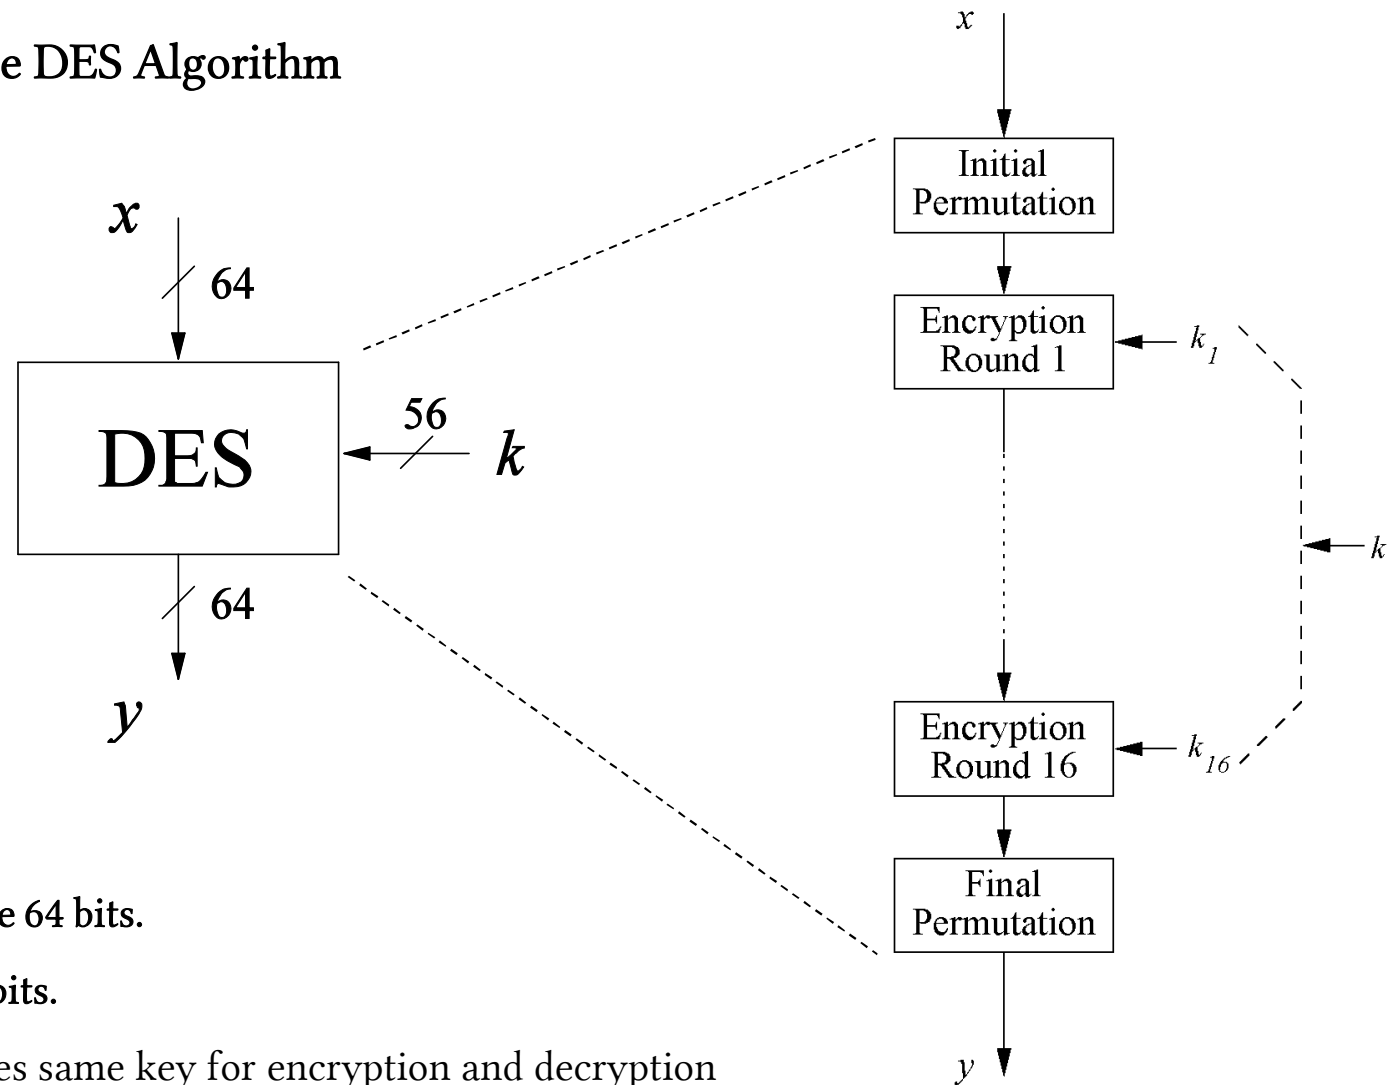 e DES Algorithm
x
64
DES
56
k
64
y
e 64 bits.
bits.
es same key for encryption and decryption
x
Initial
Permutation
Encryption
Round 1
k1
k
Encryption
Round 16
k16
Final
Permutation
y